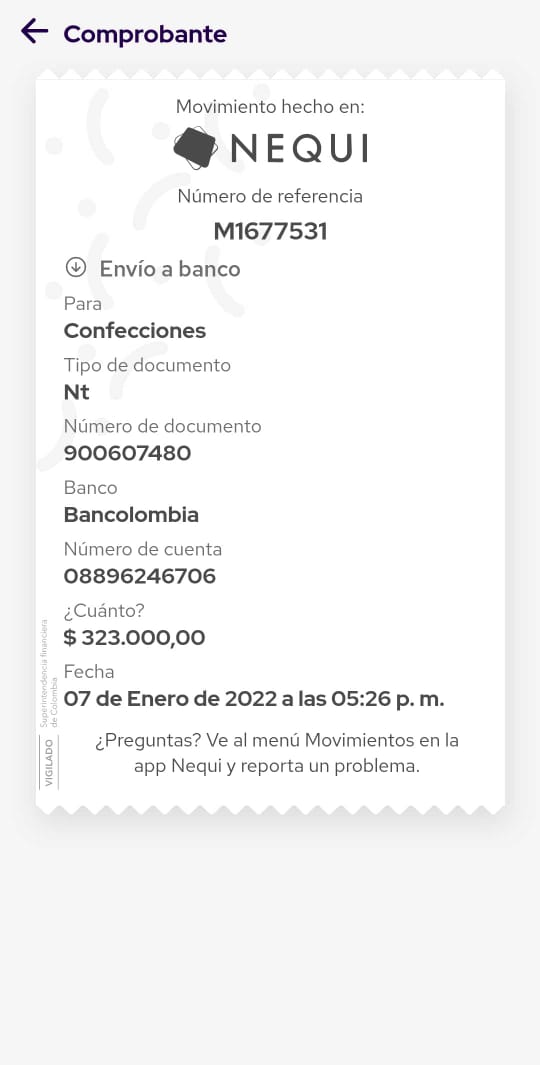 Comprobante
Movimiento hecho en:
NEQUI
Número de referencia
M1677531
Envío a banco
Para
Confecciones
Tipo de documento
Nt
Número de documento
900607480
Banco
Bancolombia
Número de cuenta
08896246706
¿Cuánto?
$ 323.000,00
Fecha
07 de Enero de 2022 a las 05:26 p. m.
¿Preguntas? Ve al menú Movimientos en la
app Nequi y reporta un problema.
VIGILADO
Superintendencia financiera
de Colombia